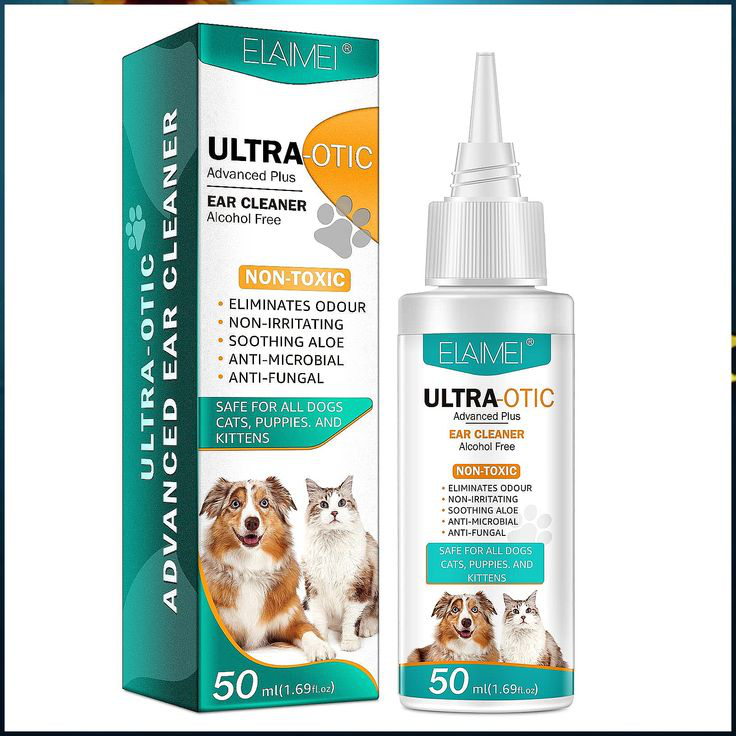 ULTRA-OTIC
ADVANCED EAR CLEANER
ELAIMEI®
ULTRA-OTIC
Advanced Plus
EAR CLEANER
Alcohol Free
NON-TOXIC
• ELIMINATES ODOUR
• NON-IRRITATING
• SOOTHING ALOE
• ANTI-MICROBIAL
• ANTI-FUNGAL
SAFE FOR ALL DOGS
CATS, PUPPIES. AND
KITTENS
50 ml(1.69fl.oz)
ELAIMEI®
ULTRA-OTIC
Advanced Plus
EAR CLEANER
Alcohol Free
NON-TOXIC
• ELIMINATES ODOUR
• NON-IRRITATING
• SOOTHING ALOE
• ANTI-MICROBIAL
• ANTI-FUNGAL
SAFE FOR ALL DOGS
CATS, PUPPIES. AND
KITTENS
50 ml(1.69fl.oz)